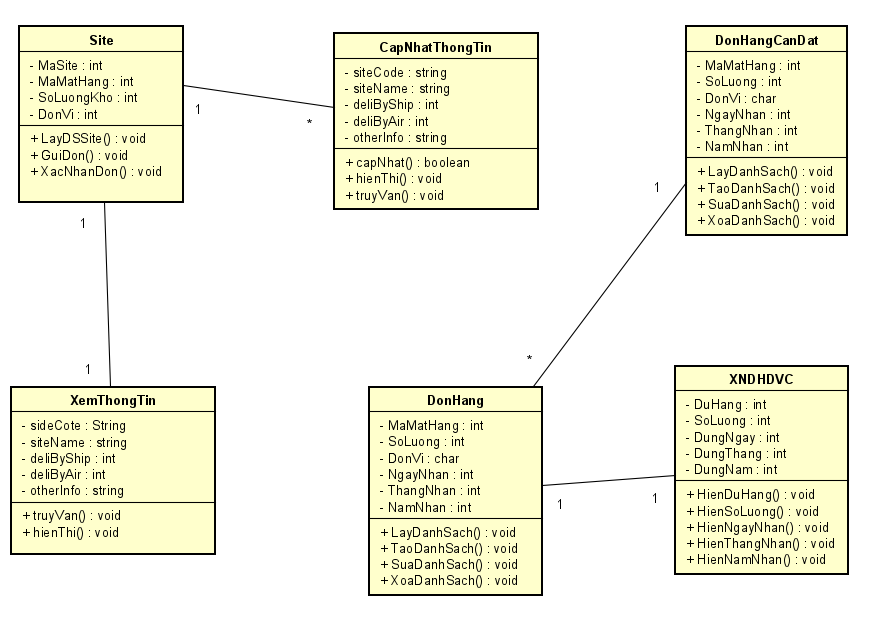 Site
- MaSite : int
- MaMatHang : int
- SoLuongKho : int
- DonVi : int
+ LayDSSite() : void
+ GuiDon() : void
+ XacNhanDon() : void
CapNhatThongTin
- siteCode : string
- siteName : string
- deliByShip : int
- deliByAir : int
- otherInfo : string
+ capNhat() : boolean
+ hienThi() : void
+ truyVan() : void
DonHangCanDat
- MaMatHang : int
- SoLuong : int
- DonVi : char
- NgayNhan : int
- ThangNhan : int
- NamNhan : int
+ LayDanhSach() : void
+ TaoDanhSach() : void
+ SuaDanhSach() : void
+ XoaDanhSach() : void
1
*
1
1
1
*
XemThongTin
- sideCote : String
- siteName : string
- deliByShip : int
- deliByAir : int
- otherInfo : string
+ truyVan() : void
+ hienThi() : void
DonHang
- MaMatHang : int
- SoLuong : int
- DonVi : char
- NgayNhan : int
- ThangNhan : int
- NamNhan : int
+ LayDanhSach() : void
+ TaoDanhSach() : void
+ SuaDanhSach() : void
+ XoaDanhSach() : void
1
1
XNDHDVC
- DuHang : int
- SoLuong : int
- DungNgay : int
- DungThang : int
- DungNam : int
+ HienDuHang() : void
+ HienSoLuong() : void
+ HienNgayNhan() : void
+ HienThangNhan() : void
+ HienNamNhan() : void